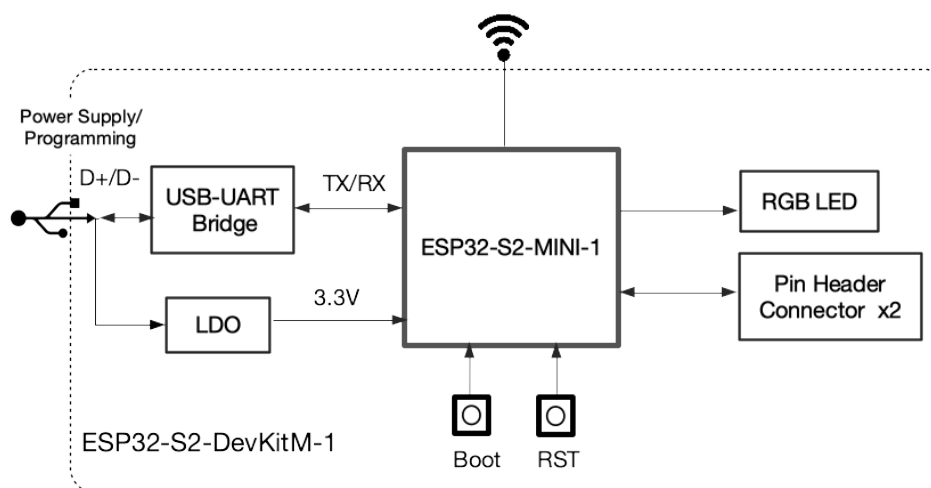 Power Supply/
Programming
D+/D-
USB-UART
Bridge
TX/RX
ESP32-S2-MINI-1
RGB LED
Pin Header
Connector x2
LDO
3.3V
ESP32-S2-DevKitM-1
Boot
RST